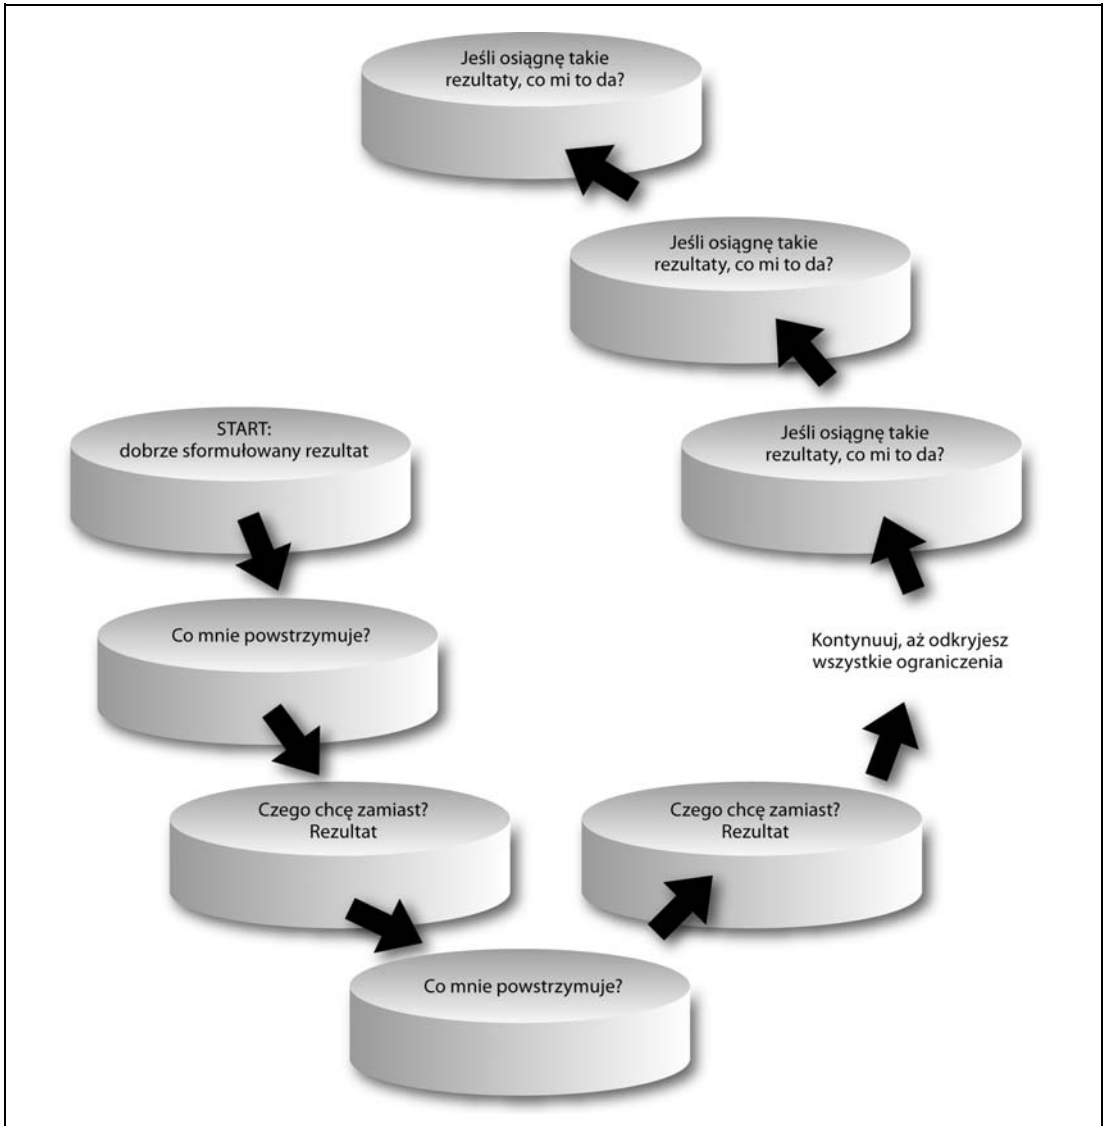 Jeśli osiągnę takie
rezultaty, co mi to da?
Jeśli osiągnę takie
rezultaty, co mi to da?
START:
dobrze sformułowany rezultat
Jeśli osiągnę takie
rezultaty, co mi to da?
Co mnie powstrzymuje?
Kontynuuj, aż odkryjesz
wszystkie ograniczenia
Czego chcę zamiast?
Rezultat
Czego chcę zamiast?
Rezultat
Co mnie powstrzymuje?